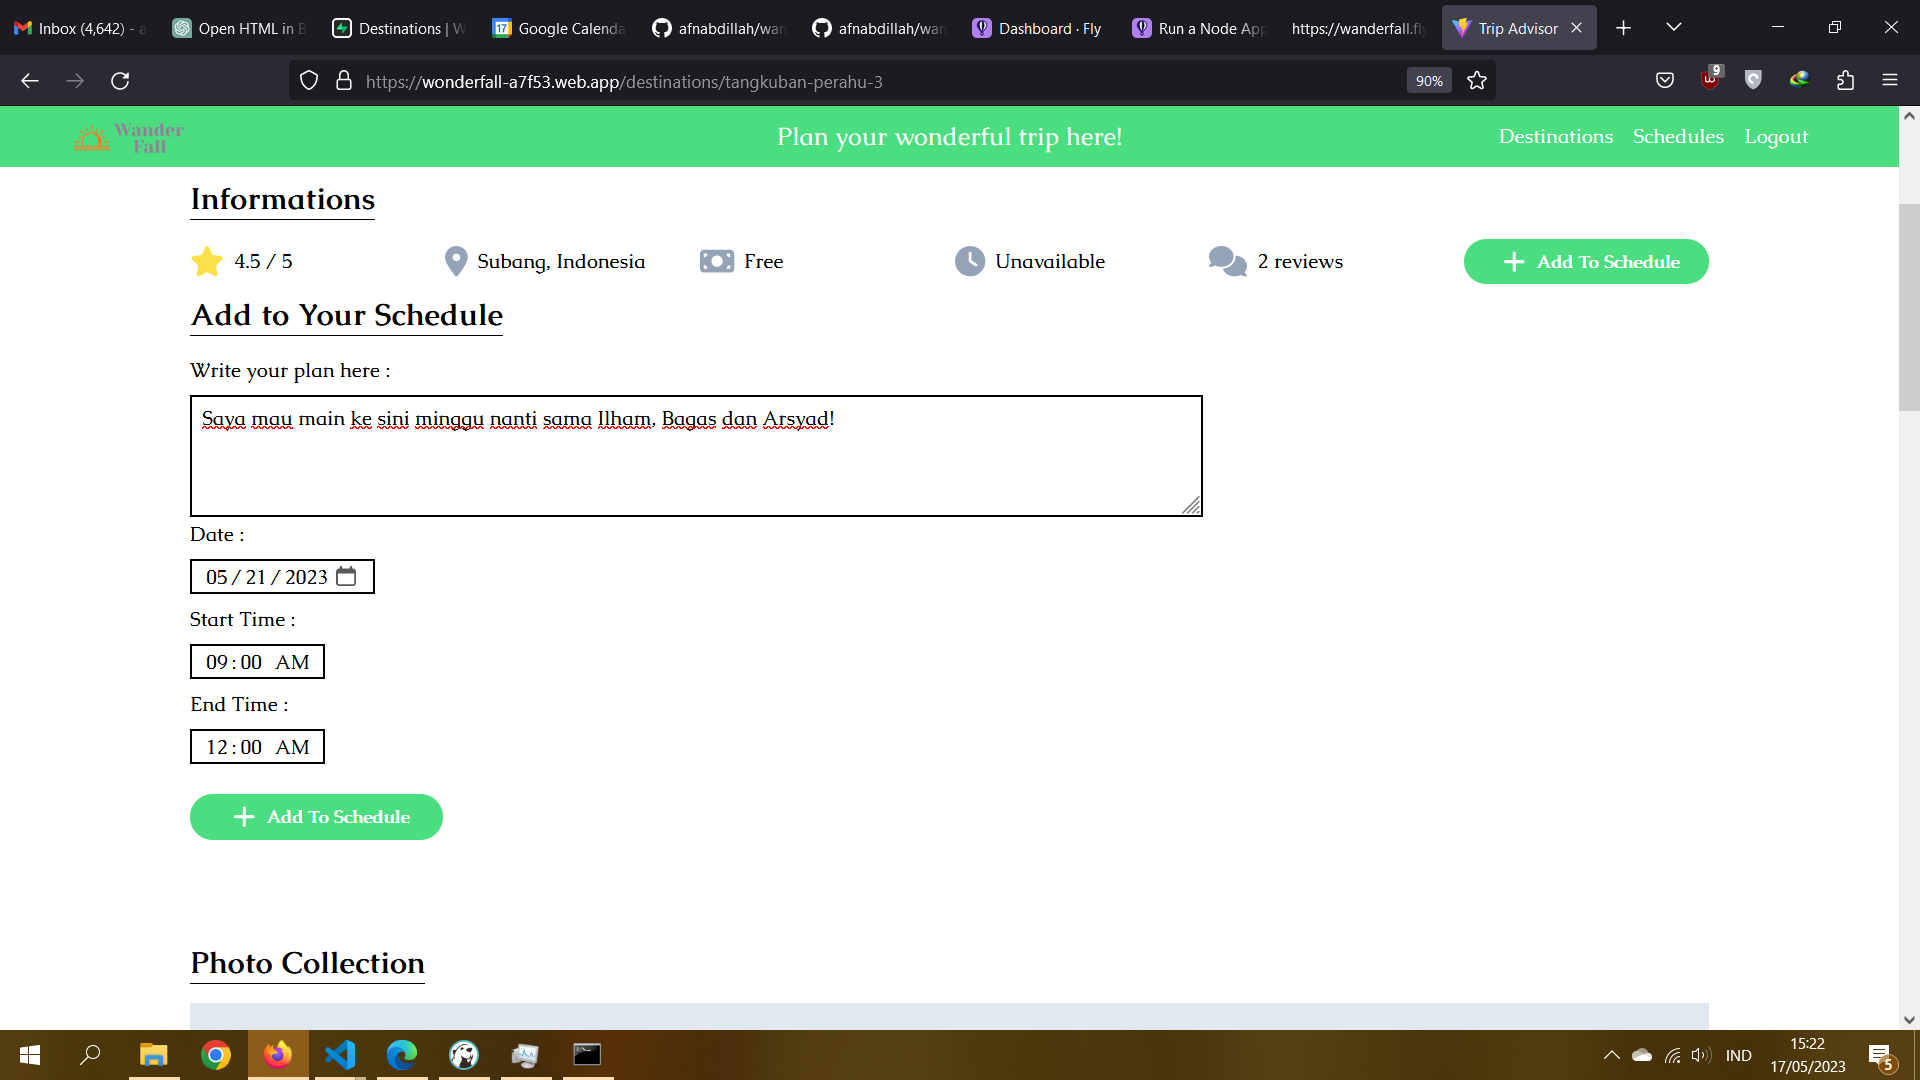 Inbox (4,642) - a
Open HTML in B
Destinations | W
17
Google Calenda
afnabdillah/wan
afnabdillah/wan
Dashboard · Fly
Run a Node App
https://wanderfall.fly
Trip Advisor
https://wonderfall-a7f53.web.app/destinations/tangkuban-perahu-3
90%
9
Wander
Fall
Plan your wonderful trip here!
Destinations
Schedules
Logout
Informations
4.5 / 5
Subang, Indonesia
Free
Unavailable
2 reviews
Add To Schedule
Add to Your Schedule
Write your plan here :
Saya mau main ke sini minggu nanti sama Ilham, Bagas dan Arsyad!
Date :
05 / 21 / 2023
Start Time :
09 : 00 AM
End Time :
12 : 00 AM
Add To Schedule
Photo Collection
IND
15:22
17/05/2023
5